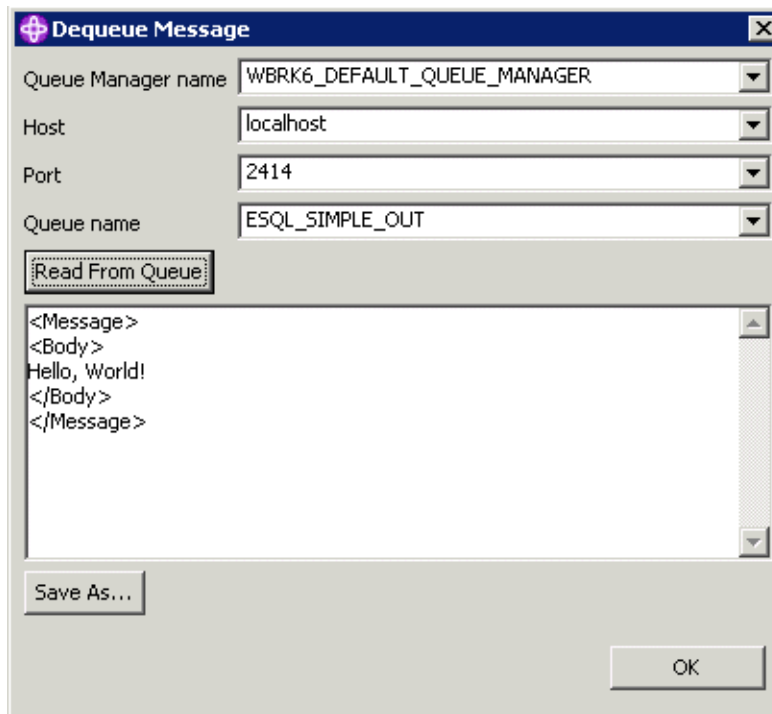 Dequeue Message
Queue Manager name WBRK6_DEFAULT_QUEUE_MANAGER
Host localhost
Port 2414
Queue name ESQL_SIMPLE_OUT
Read From Queue
<Message>
<Body>
Hello, World!
</Body>
</Message>
Save As...
OK